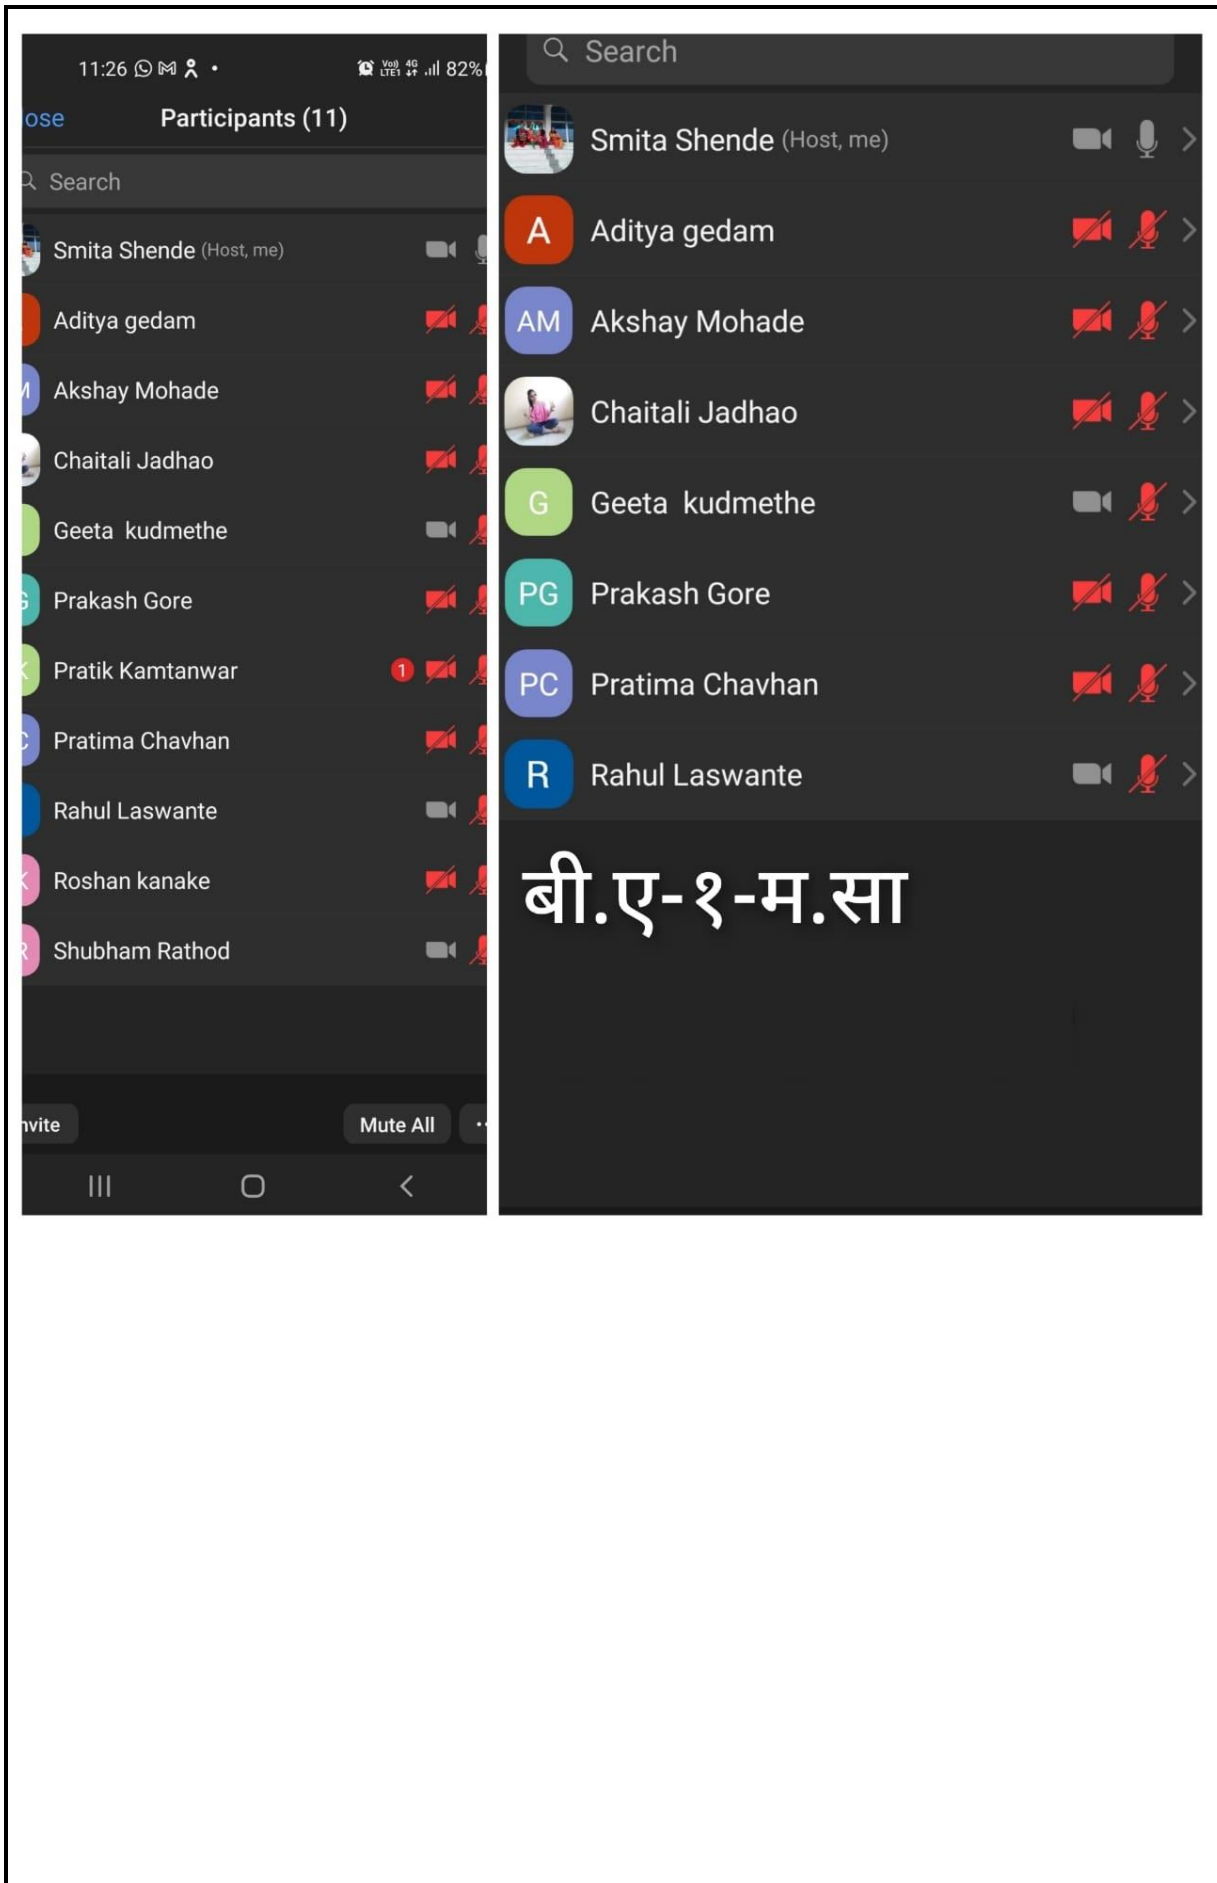 11:26
Vo)) 4G
LTE1 82%
ose Participants (11)
Search
Smita Shende (Host, me)
Aditya gedam
Akshay Mohade
Chaitali Jadhao
Geeta kudmethe
Prakash Gore
Pratik Kamtanwar 1
Pratima Chavhan
Rahul Laswante
Roshan kanake
Shubham Rathod
nvite Mute All
Search
Smita Shende (Host, me)
A Aditya gedam
AM Akshay Mohade
Chaitali Jadhao
G Geeta kudmethe
PG Prakash Gore
PC Pratima Chavhan
R Rahul Laswante
बी.ए-१-म.सा